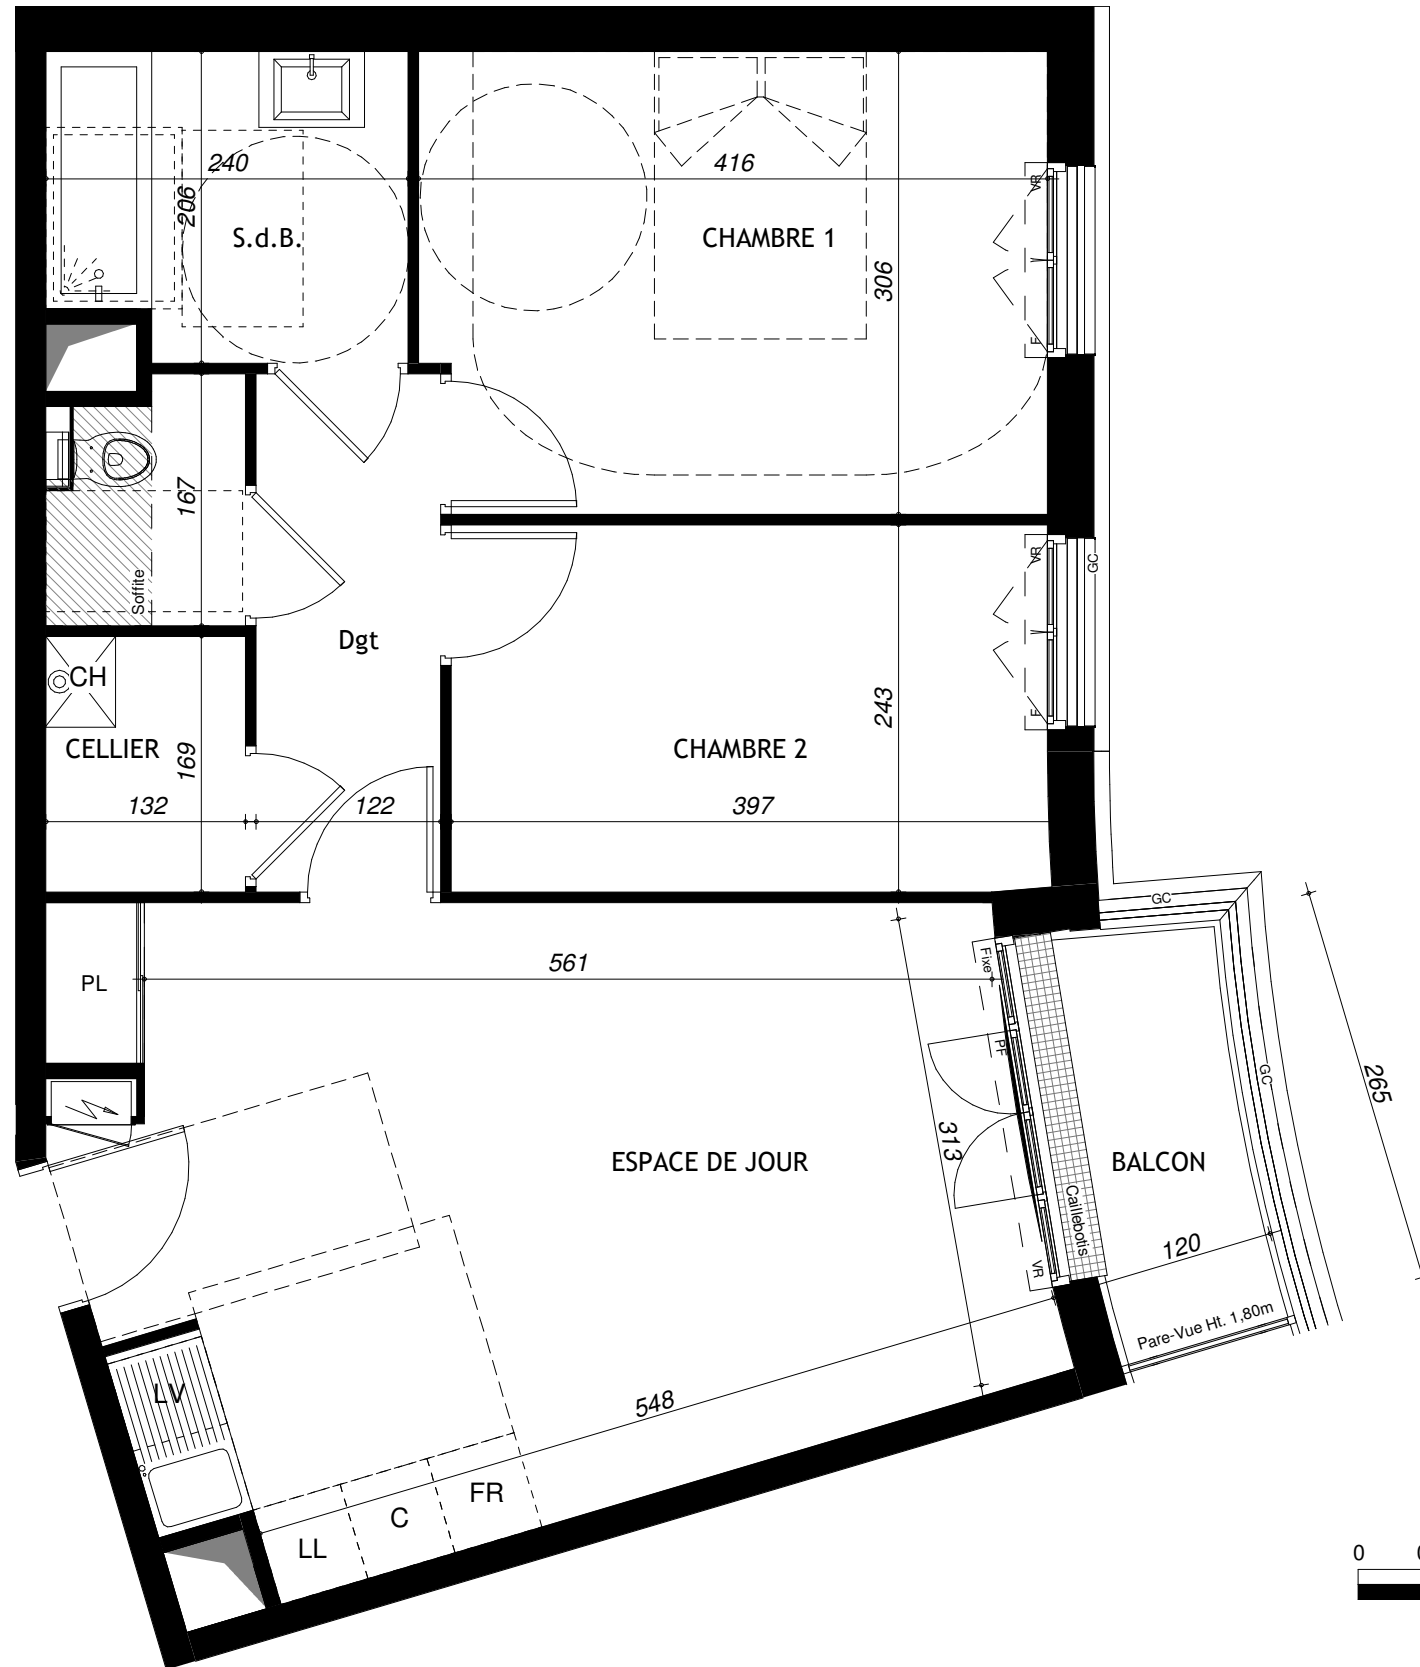 240
206
S.d.B.
416
CHAMBRE 1
306
VR
F
167
Soffite
Dgt
VR
F
GC
CH
CELLIER
169
132
122
CHAMBRE 2
243
397
PL
561
Fixe
PF
GC
GC
265
313
ESPACE DE JOUR
BALCON
Caillebotis
VR
120
Pare-Vue Ht. 1,80m
LV
548
LL
C
FR
0